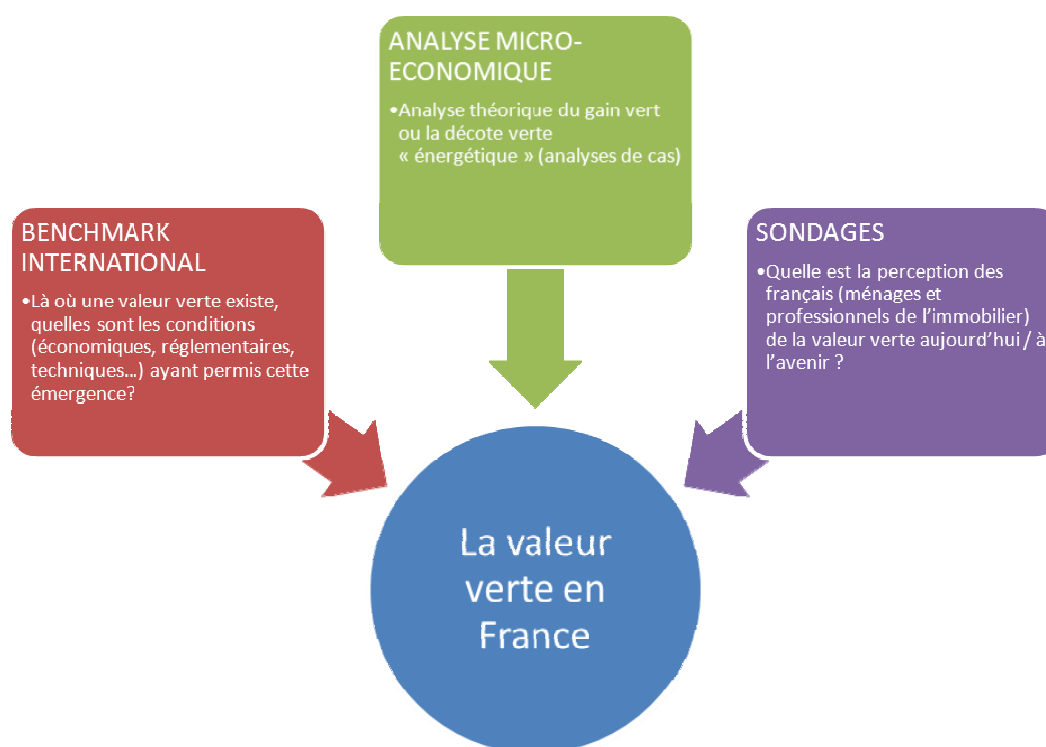 ANALYSE MICRO-
ECONOMIQUE
•Analyse théorique du gain vert
ou la décote verte
« énergétique » (analyses de cas)
BENCHMARK
INTERNATIONAL
•Là où une valeur verte existe,
quelles sont les conditions
(économiques, réglementaires,
techniques…) ayant permis cette
émergence?
SONDAGES
•Quelle est la perception des
français (ménages et
professionnels de l’immobilier)
de la valeur verte aujourd’hui / à
l’avenir ?
La valeur
verte en
France